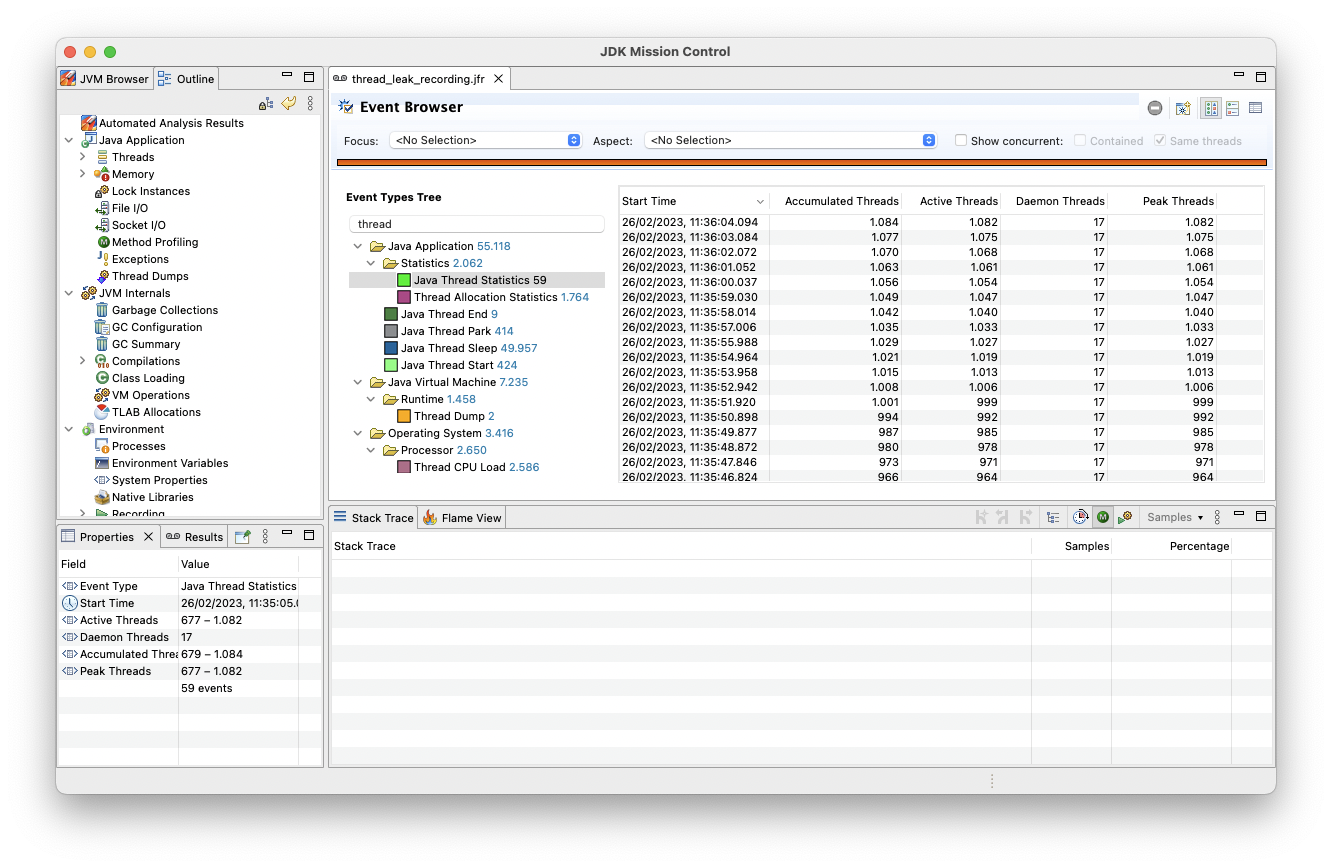 JDK Mission Control
JVM Browser
Outline
Automated Analysis Results
Java Application
Threads
Memory
Lock Instances
File I/O
Socket I/O
Method Profiling
Exceptions
Thread Dumps
JVM Internals
Garbage Collections
GC Configuration
GC Summary
Compilations
Class Loading
VM Operations
TLAB Allocations
Environment
Processes
Environment Variables
System Properties
Native Libraries
Recording
thread_leak_recording.jfr
Event Browser
Focus: <No Selection> Aspect: <No Selection> Show concurrent: Contained Same threads
Event Types Tree
thread
Java Application 55.118
Statistics 2.062
Java Thread Statistics 59
Thread Allocation Statistics 1.764
Java Thread End 9
Java Thread Park 414
Java Thread Sleep 49.957
Java Thread Start 424
Java Virtual Machine 7.235
Runtime 1.458
Thread Dump 2
Operating System 3.416
Processor 2.650
Thread CPU Load 2.586
Start Time Accumulated Threads Active Threads Daemon Threads Peak Threads
26/02/2023, 11:36:04.094 1.084 1.082 17 1.082
26/02/2023, 11:36:03.084 1.077 1.075 17 1.075
26/02/2023, 11:36:02.072 1.070 1.068 17 1.068
26/02/2023, 11:36:01.052 1.063 1.061 17 1.061
26/02/2023, 11:36:00.037 1.056 1.054 17 1.054
26/02/2023, 11:35:59.030 1.049 1.047 17 1.047
26/02/2023, 11:35:58.014 1.042 1.040 17 1.040
26/02/2023, 11:35:57.006 1.035 1.033 17 1.033
26/02/2023, 11:35:55.988 1.029 1.027 17 1.027
26/02/2023, 11:35:54.964 1.021 1.019 17 1.019
26/02/2023, 11:35:53.958 1.015 1.013 17 1.013
26/02/2023, 11:35:52.942 1.008 1.006 17 1.006
26/02/2023, 11:35:51.920 1.001 999 17 999
26/02/2023, 11:35:50.898 994 992 17 992
26/02/2023, 11:35:49.877 987 985 17 985
26/02/2023, 11:35:48.872 980 978 17 978
26/02/2023, 11:35:47.846 973 971 17 971
26/02/2023, 11:35:46.824 966 964 17 964
Properties
Results
Field Value
Event Type Java Thread Statistics
Start Time 26/02/2023, 11:35:05.
Active Threads 677 – 1.082
Daemon Threads 17
Accumulated Threa 679 – 1.084
Peak Threads 677 – 1.082
59 events
Stack Trace
Flame View
Samples
Stack Trace Samples Percentage